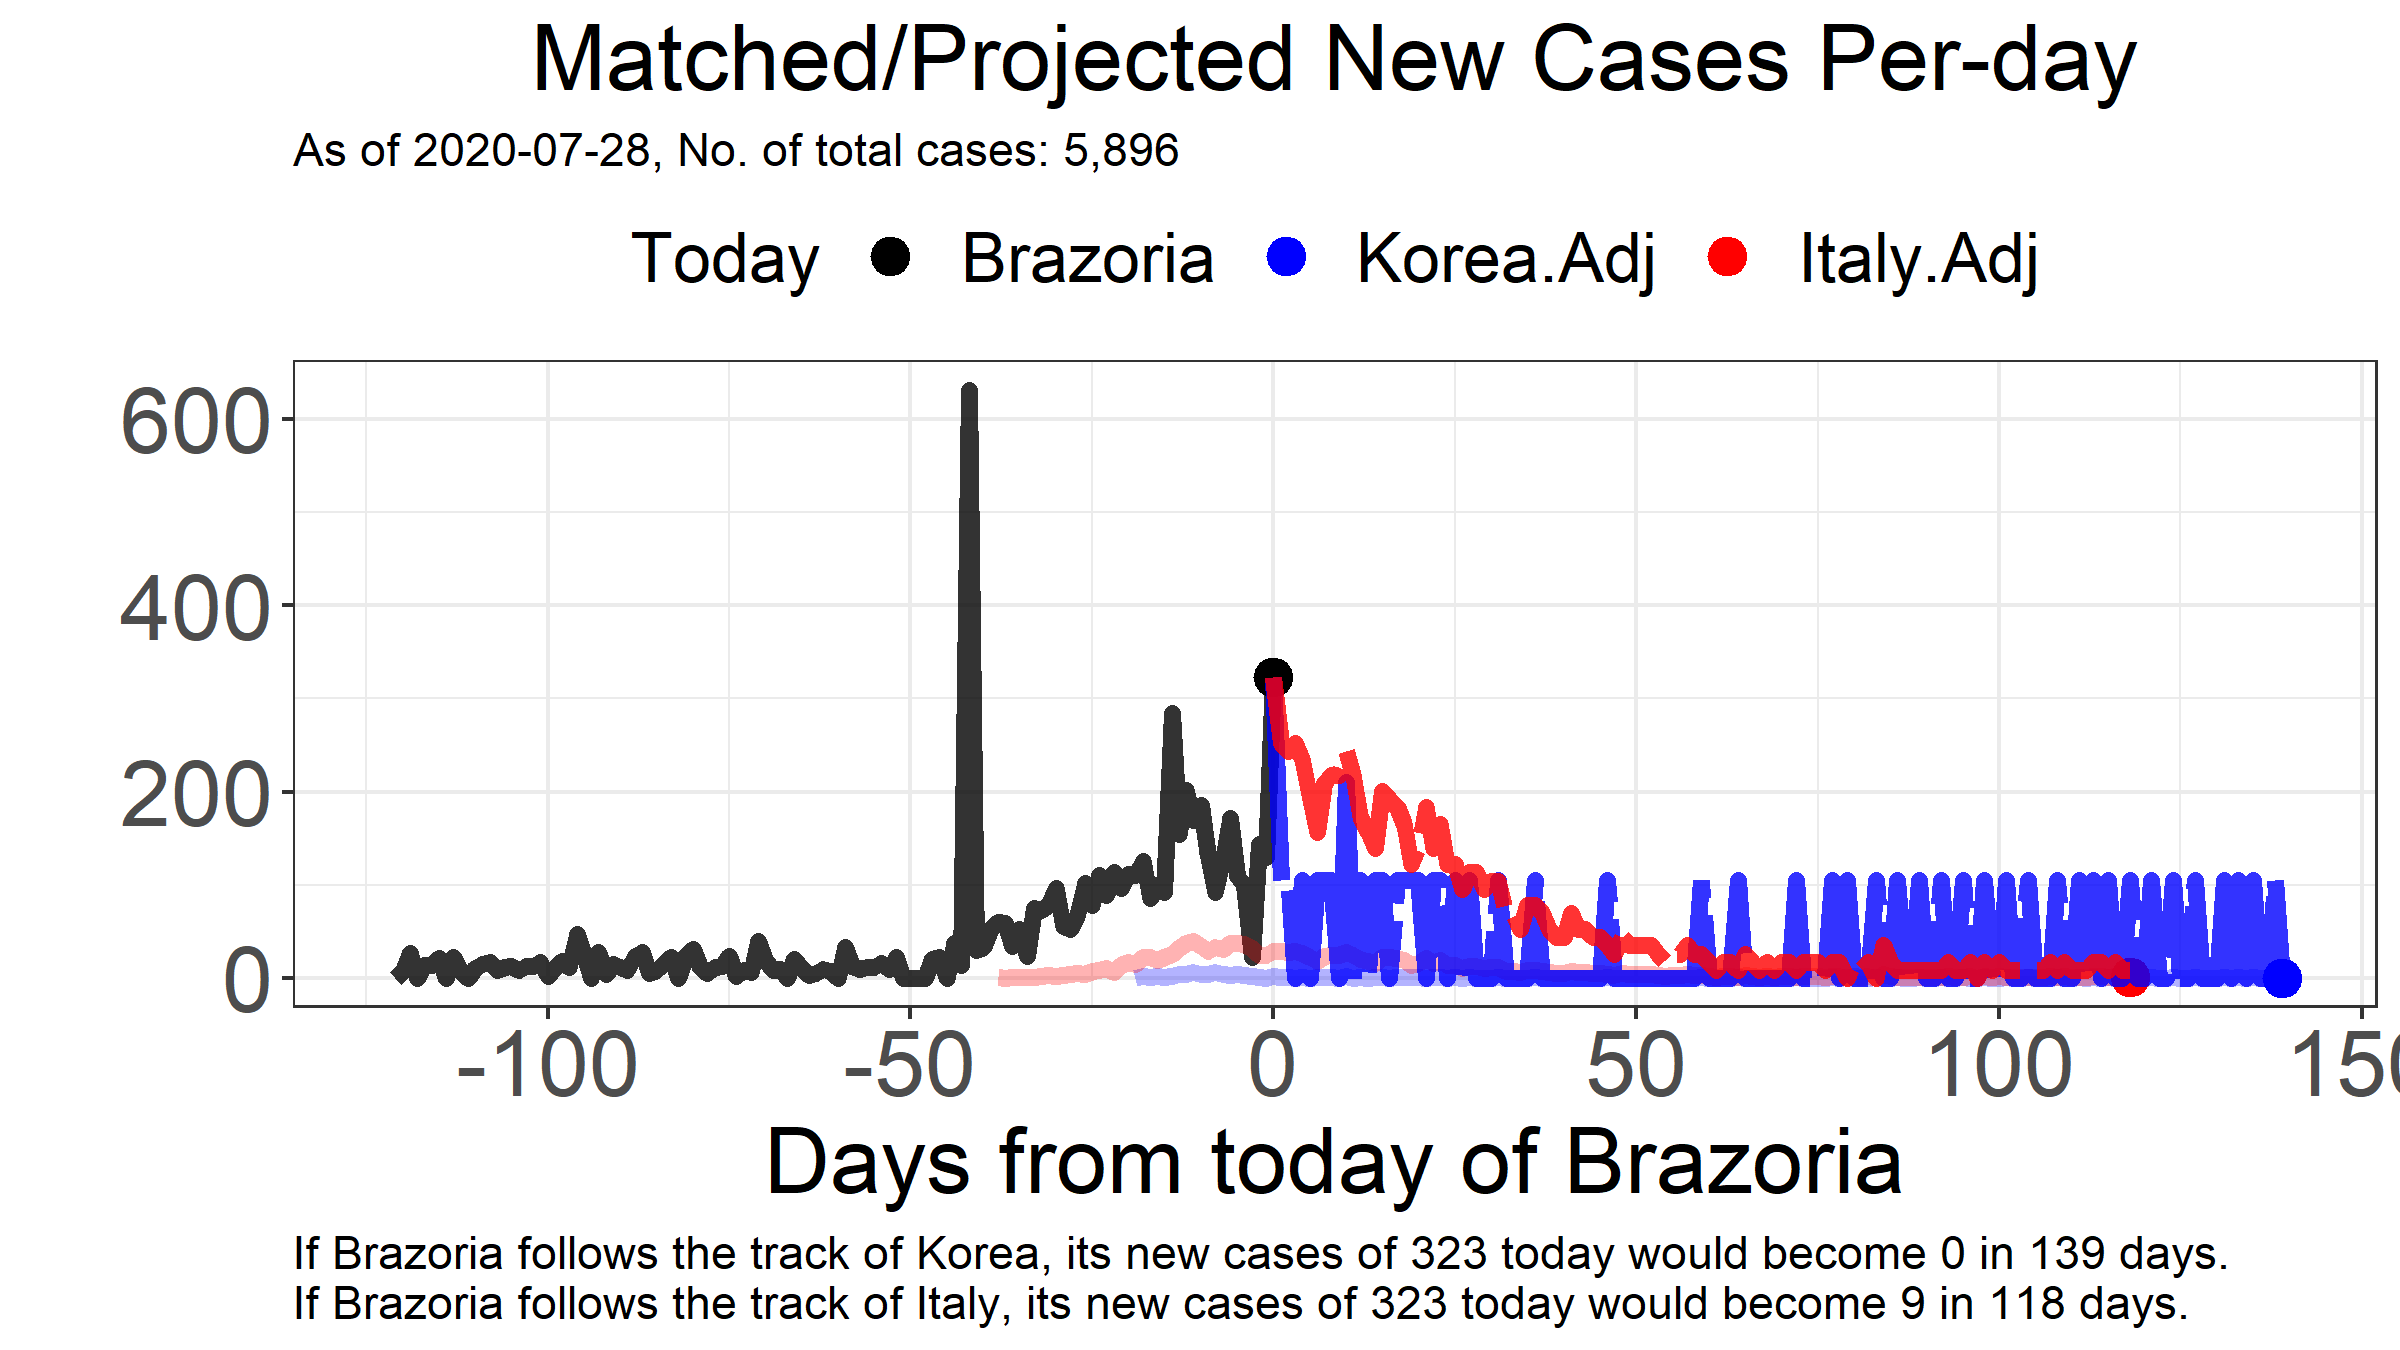 Matched/Projected New Cases Per-day
As of 2020-07-28, No. of total cases: 5,896
Today Brazoria Korea.Adj Italy.Adj
600
400
200
0
-100 -50 0 50 100 150
Days from today of Brazoria
If Brazoria follows the track of Korea, its new cases of 323 today would become 0 in 139 days.
If Brazoria follows the track of Italy, its new cases of 323 today would become 9 in 118 days.